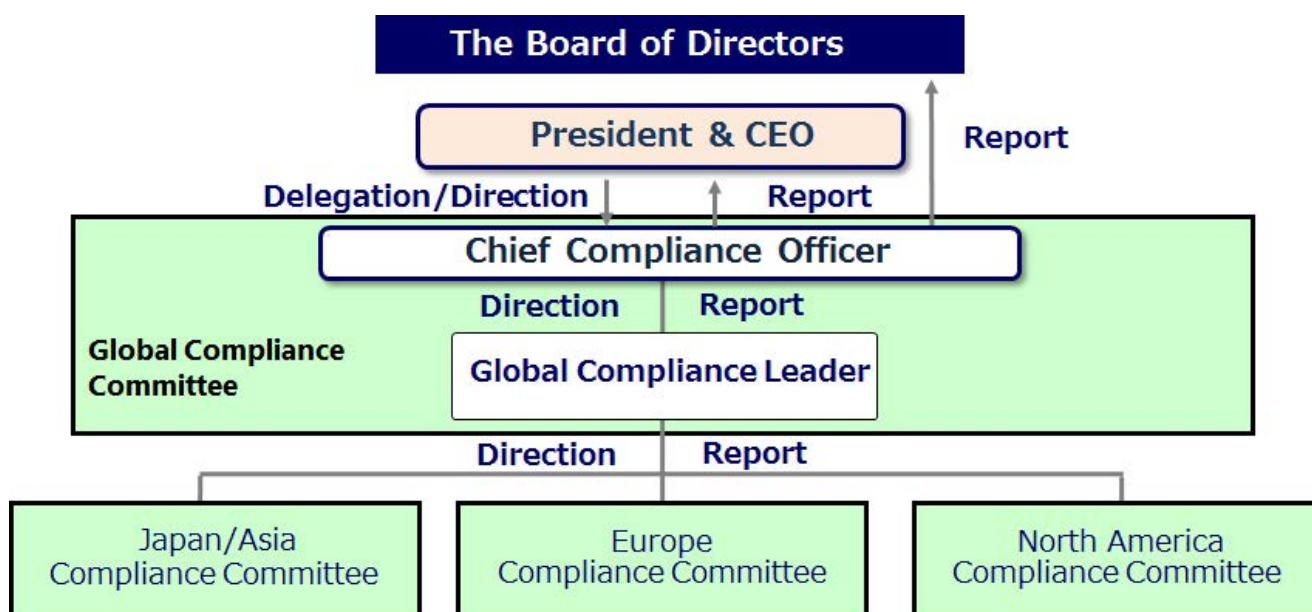 The Board of Directors
President & CEO
Report
Delegation/Direction
Report
Chief Compliance Officer
Direction
Report
Global Compliance
Committee
Global Compliance Leader
Direction
Report
Japan/Asia
Compliance Committee
Europe
Compliance Committee
North America
Compliance Committee